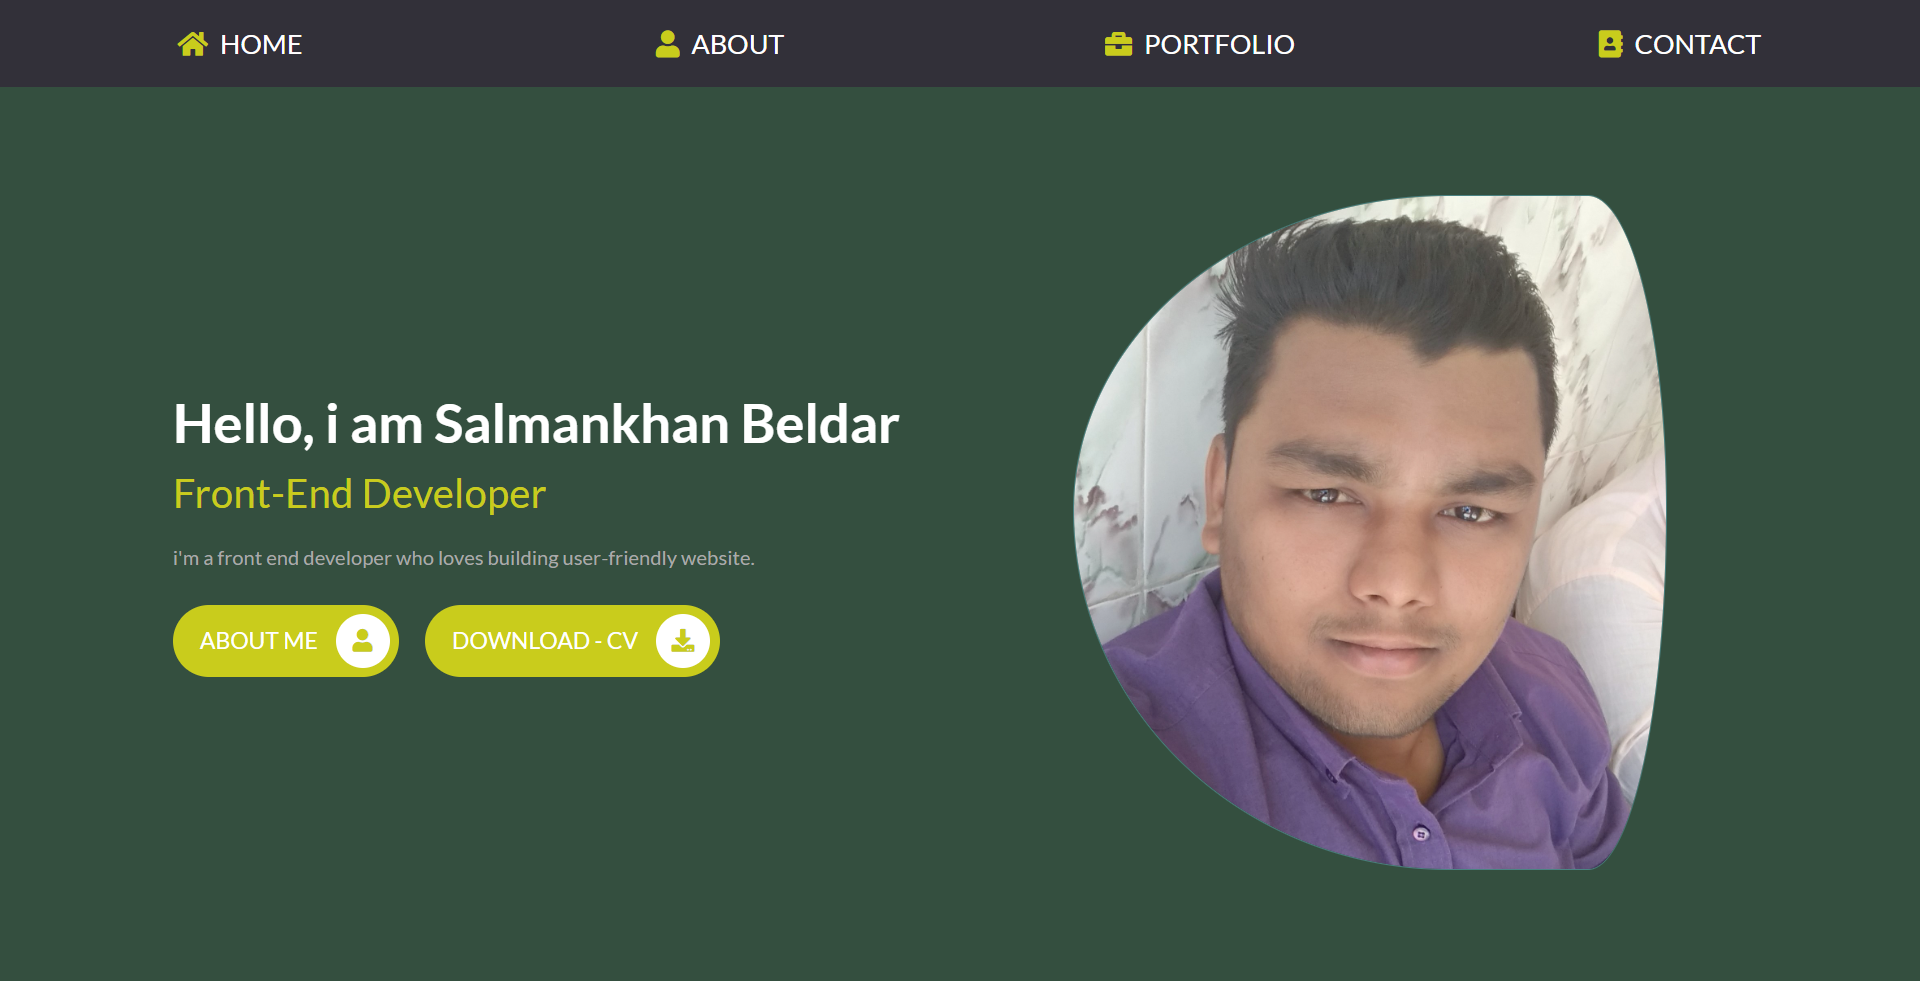 HOME
ABOUT
PORTFOLIO
CONTACT
Hello, i am Salmankhan Beldar
Front-End Developer
i'm a front end developer who loves building user-friendly website.
ABOUT ME
DOWNLOAD - CV